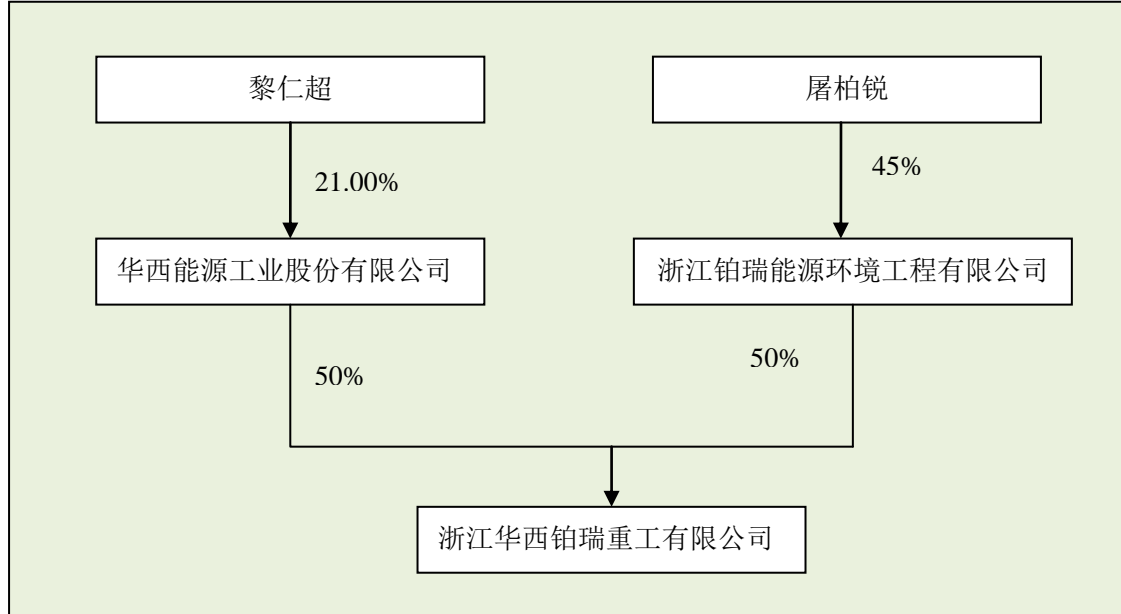 黎仁超
屠柏锐
21.00%
45%
华西能源工业股份有限公司
浙江铂瑞能源环境工程有限公司
50%
50%
浙江华西铂瑞重工有限公司